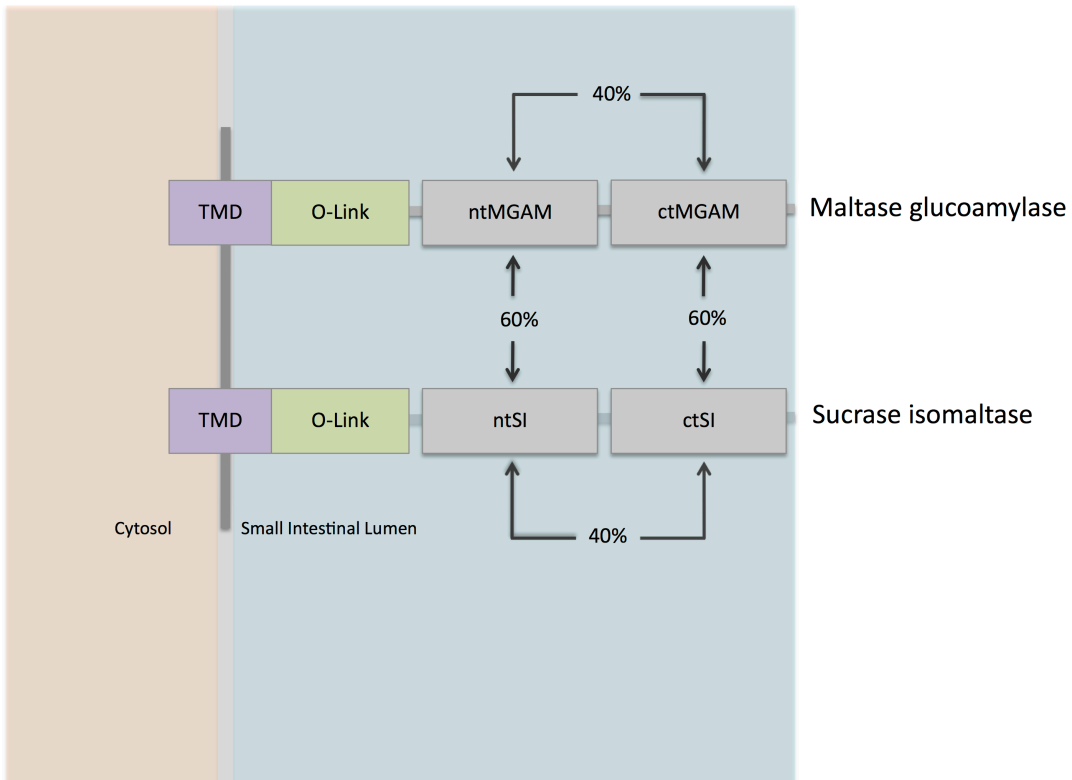 40%
TMD O-Link ntMGAM ctMGAM Maltase glucoamylase
60% 60%
TMD O-Link ntSI ctSI Sucrase isomaltase
Cytosol Small Intestinal Lumen
40%